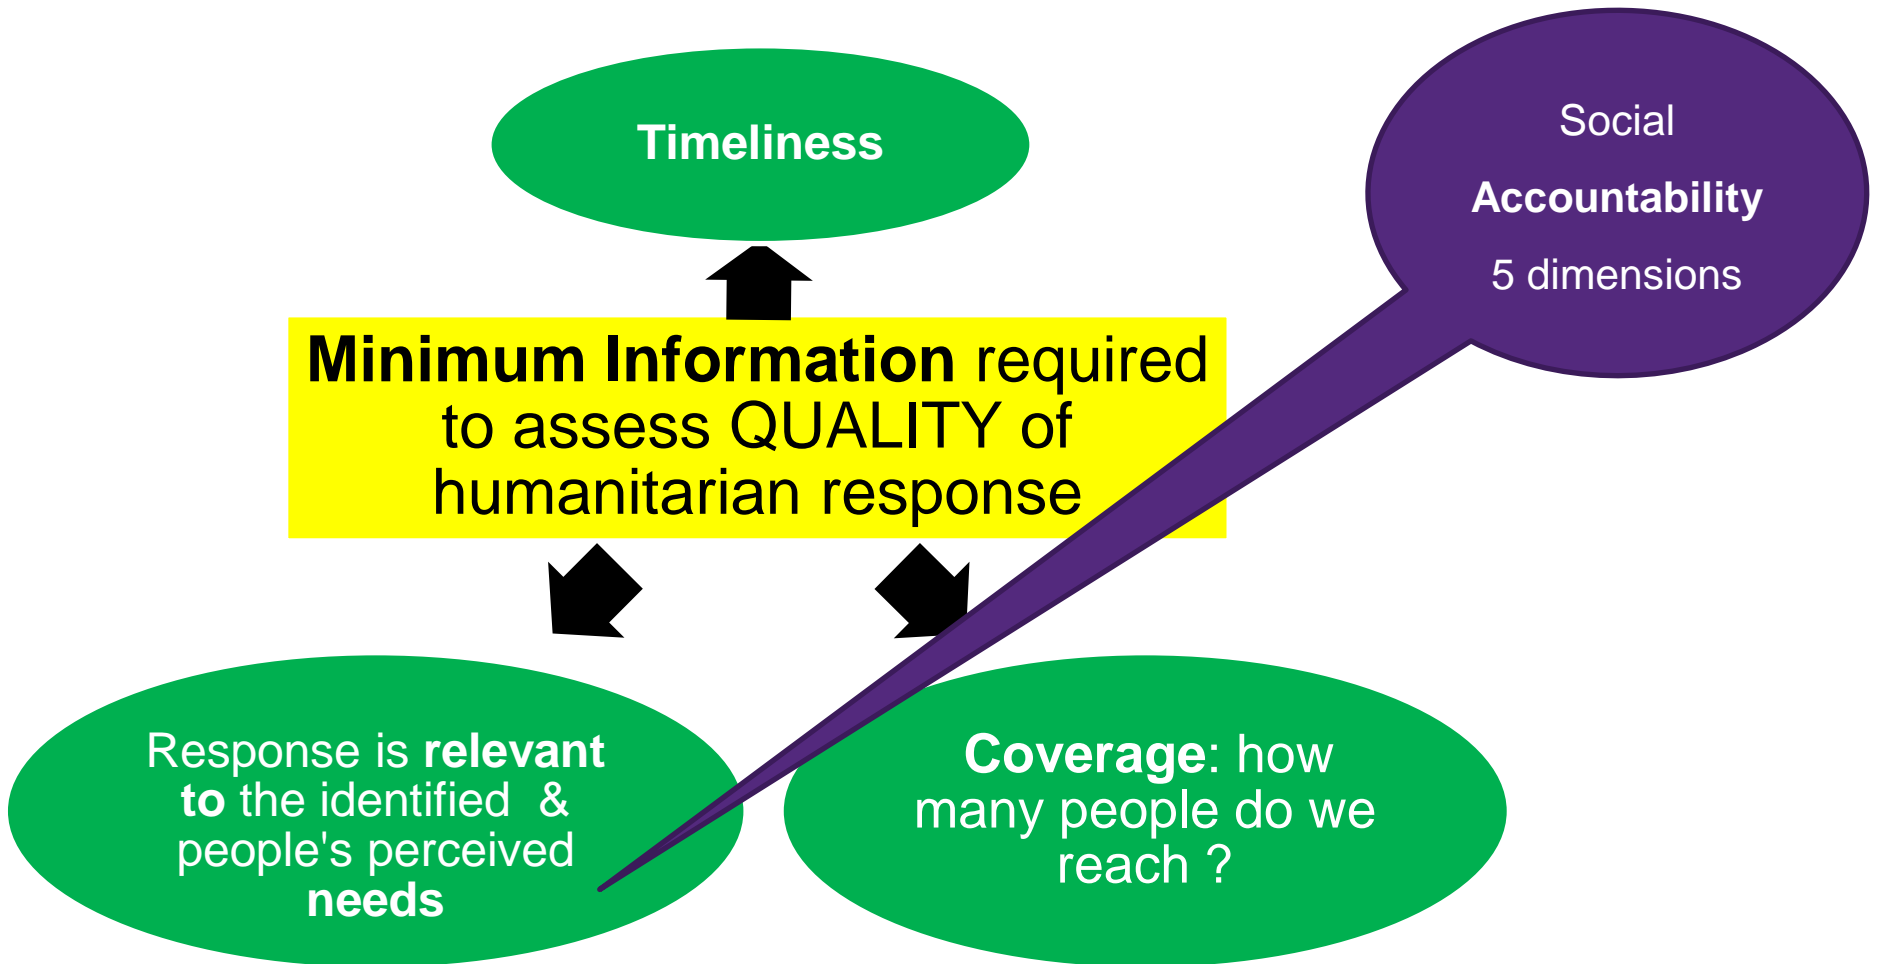 Timeliness
Social
Accountability
5 dimensions
Minimum Information required
to assess QUALITY of
humanitarian response
Response is relevant
to the identified & 
people's perceived
needs
Coverage: how
many people do we
reach ?